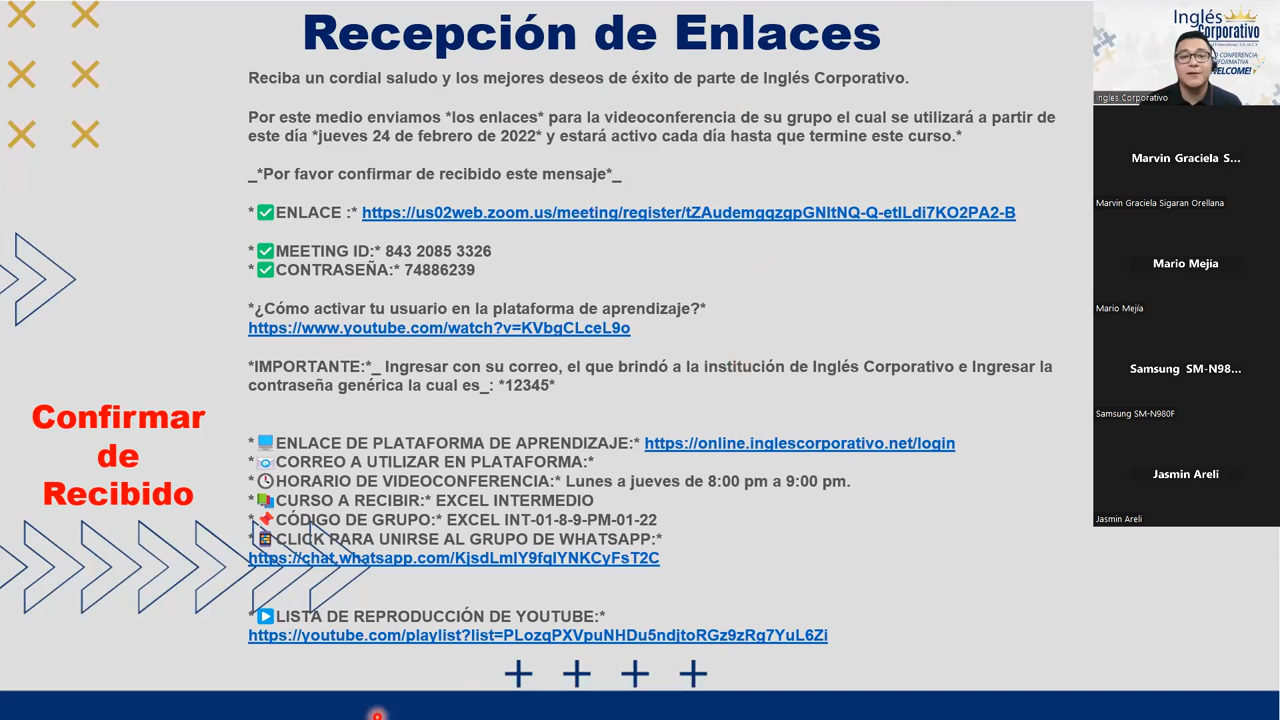 Recepción de Enlaces
Reciba un cordial saludo y los mejores deseos de éxito de parte de Inglés Corporativo.
Por este medio enviamos *los enlaces* para la videoconferencia de su grupo el cual se utilizará a partir de
este día *jueves 24 de febrero de 2022* y estará activo cada día hasta que termine este curso.*
_*Por favor confirmar de recibido este mensaje*_
*✅ENLACE :* https://us02web.zoom.us/meeting/register/tZAudemgqzgpGNItNQ-Q-etlLdi7KO2PA2-B
*✅MEETING ID:* 843 2085 3326
*✅CONTRASEÑA:* 74886239
*¿Cómo activar tu usuario en la plataforma de aprendizaje?*
https://www.youtube.com/watch?v=KVbgCLceL9o
*IMPORTANTE:*_ Ingresar con su correo, el que brindó a la institución de Inglés Corporativo e Ingresar la
contraseña genérica la cual es_: *12345*
Confirmar
de
Recibido
*🖥️ENLACE DE PLATAFORMA DE APRENDIZAJE:* https://online.inglescorporativo.net/login
*📧CORREO A UTILIZAR EN PLATAFORMA:*
*🕓HORARIO DE VIDEOCONFERENCIA:* Lunes a jueves de 8:00 pm a 9:00 pm.
*📚CURSO A RECIBIR:* EXCEL INTERMEDIO
*📌CÓDIGO DE GRUPO:* EXCEL INT-01-8-9-PM-01-22
*📱CLICK PARA UNIRSE AL GRUPO DE WHATSAPP:*
https://chat.whatsapp.com/KjsdLmIY9fqIYNKCyFsT2C
*▶️LISTA DE REPRODUCCIÓN DE YOUTUBE:*
https://youtube.com/playlist?list=PLozqPXVpuNHDu5ndjtoRGz9zRg7YuL6Zi
Inglés
Corporativo
CONFERENCIA
WELCOME!
Inglés Corporativo
Marvin Graciela S...
Marvin Graciela Sigaran Orellana
Mario Mejía
Mario Mejía
Samsung SM-N98...
Samsung SM-N980F
Jasmin Areli
Jasmin Areli